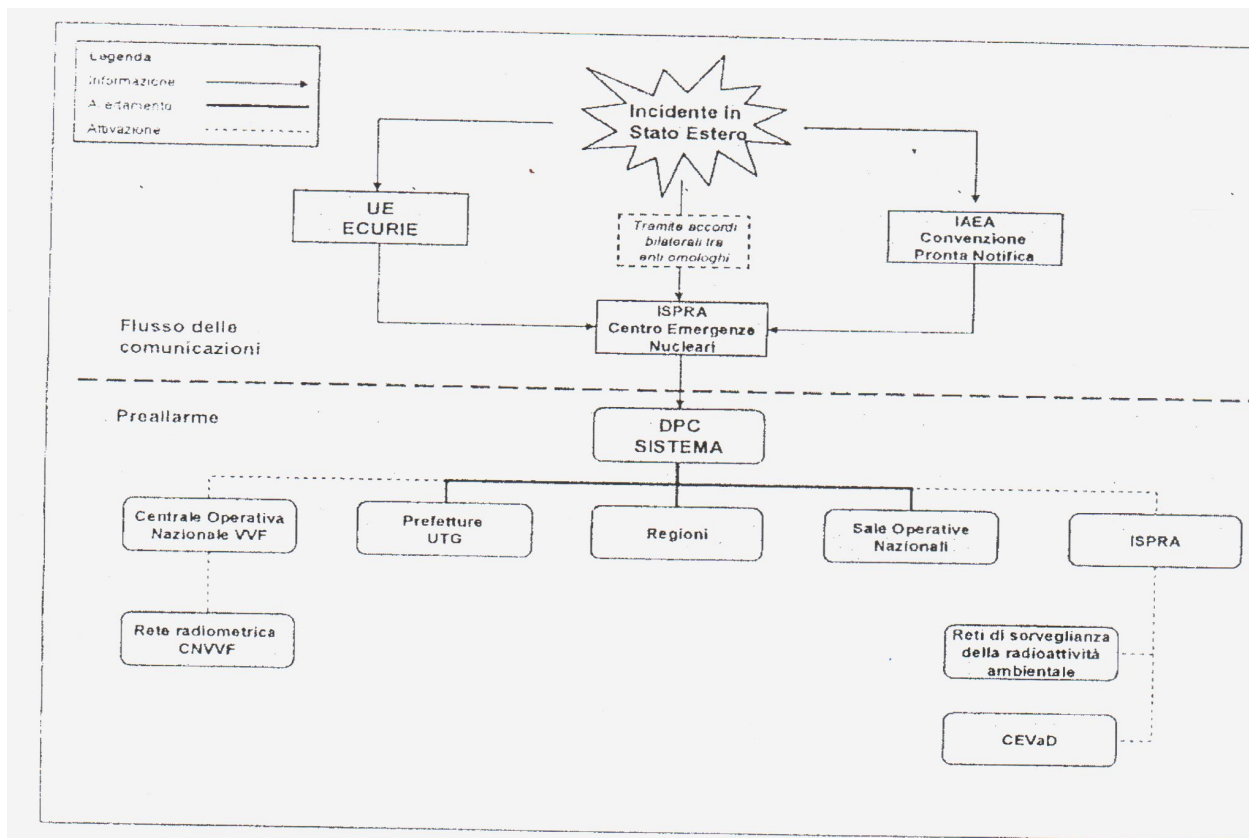 Legenda
Informazione
Allertamento
Attivazione
Incidente in
Stato Estero
UE
ECURIE
Tramite accordi
bilaterali tra
enti omologhi
IAEA
Convenzione
Pronta Notifica
ISPRA
Centro Emergenze
Nucleari
Flusso delle
comunicazioni
Preallarme
DPC
SISTEMA
Centrale Operativa
Nazionale VVF
Prefetture
UTG
Regioni
Sale Operative
Nazionali
ISPRA
Rete radiometrica
CNVVF
Reti di sorveglianza
della radioattività
ambientale
CEVaD